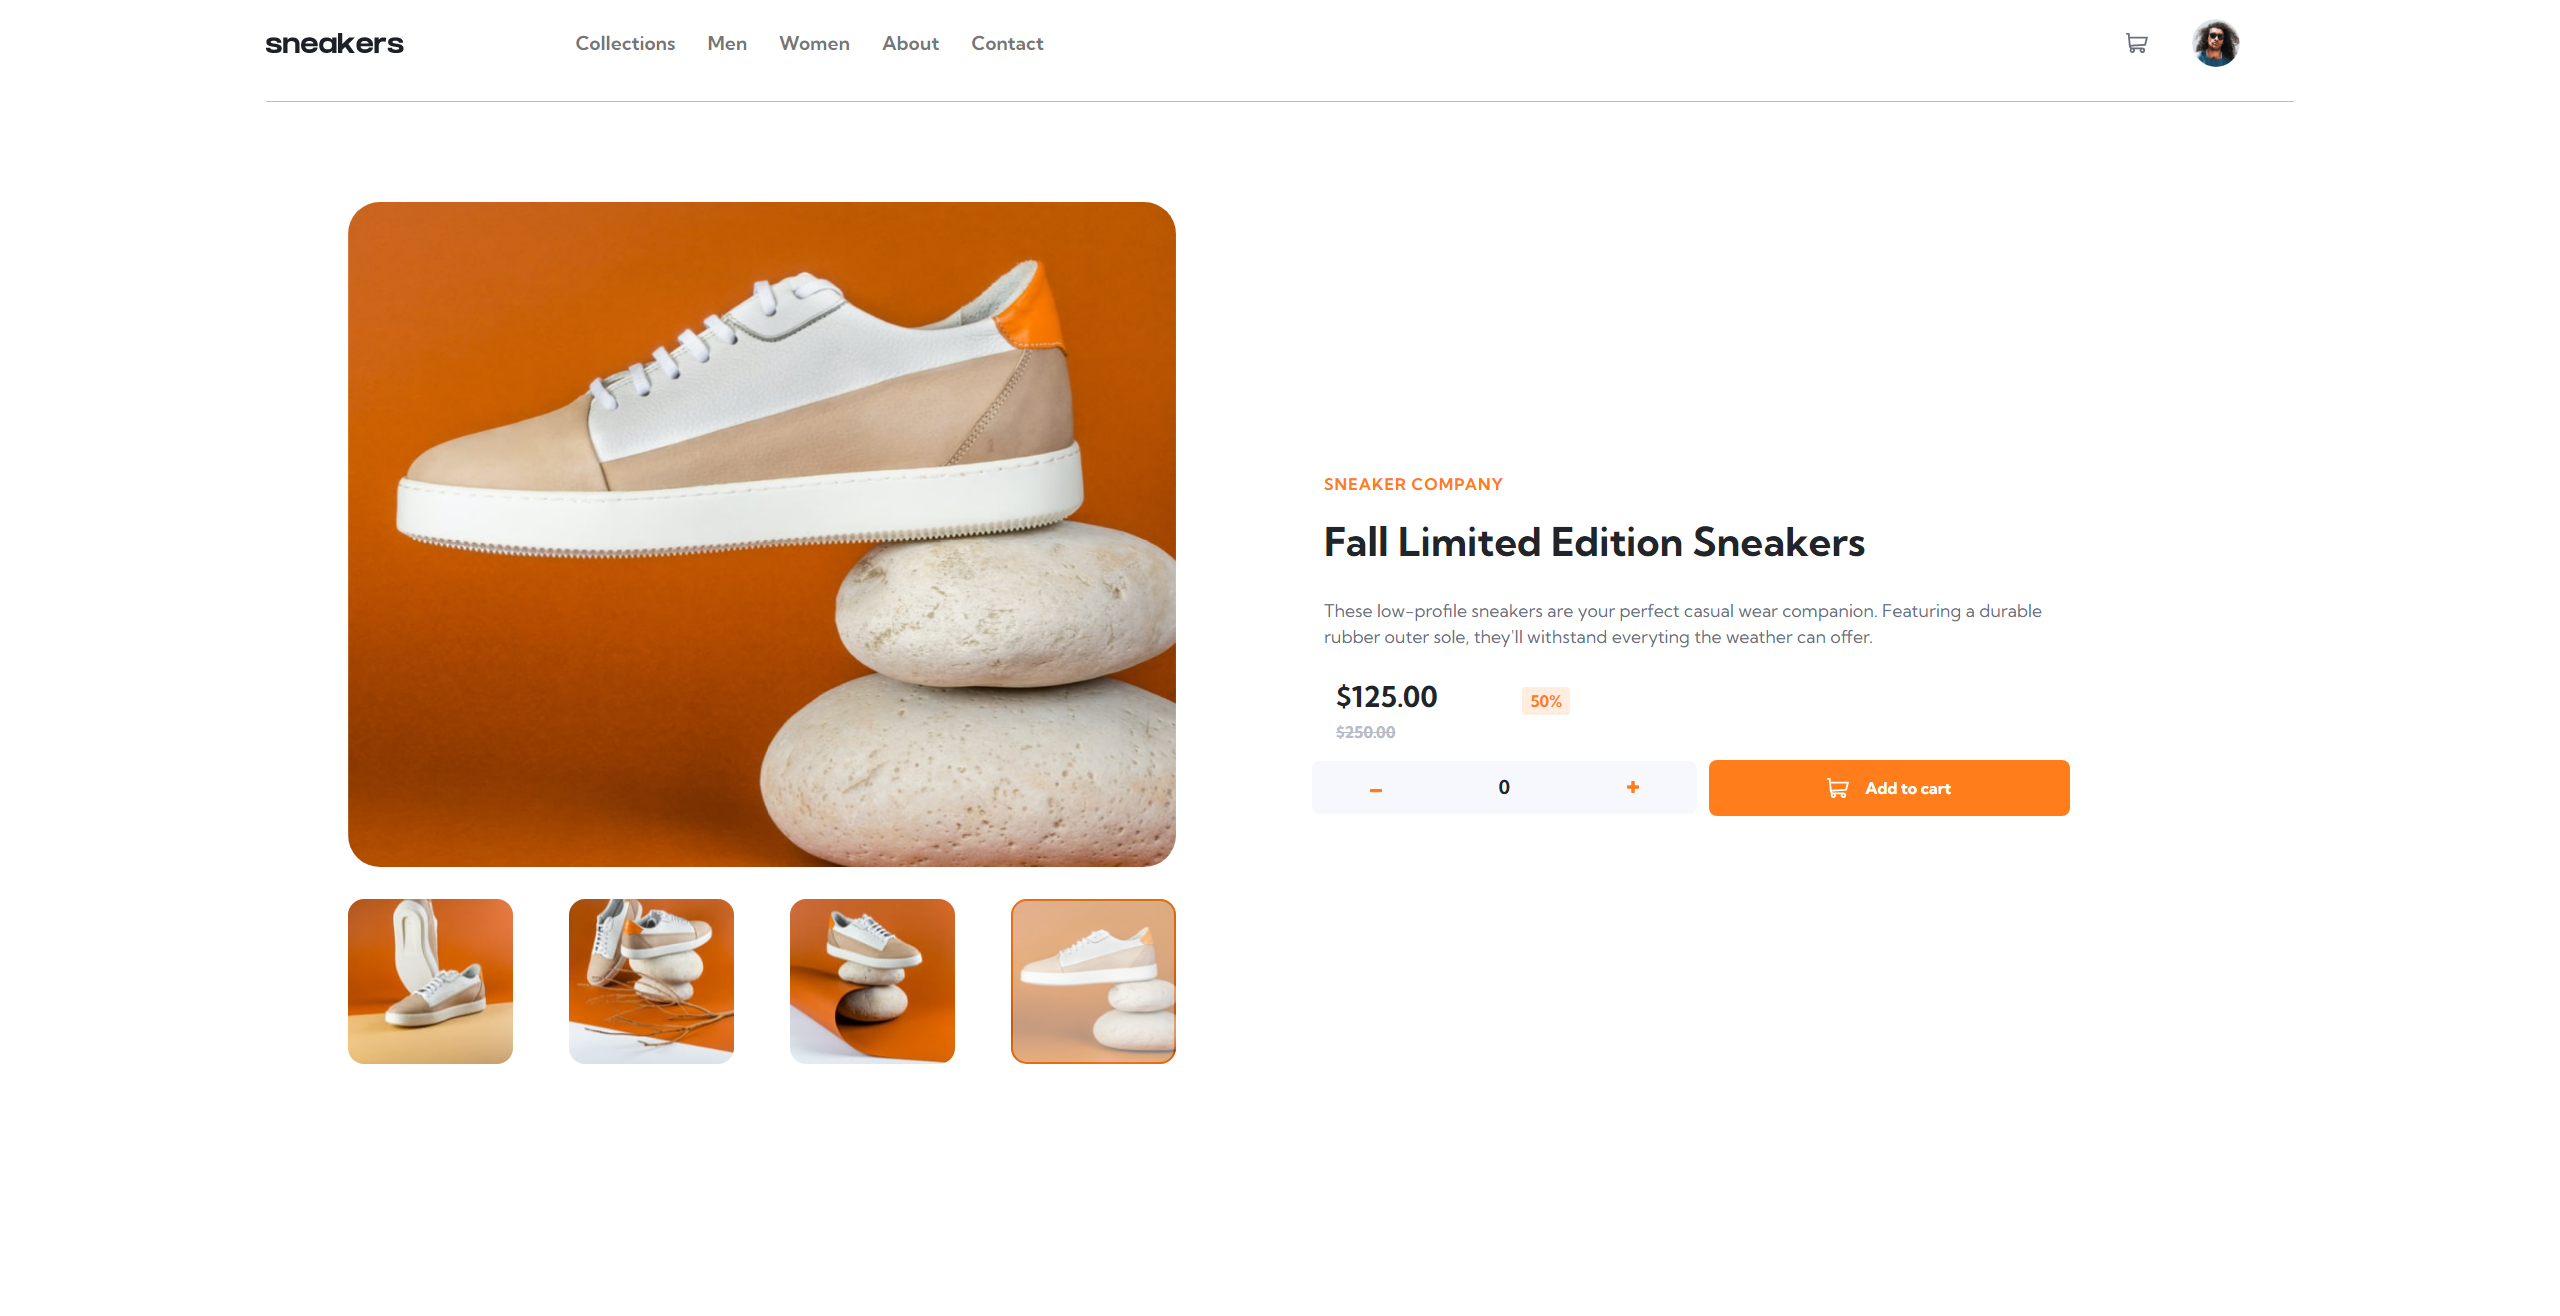 sneakers
Collections Men Women About Contact
SNEAKER COMPANY
Fall Limited Edition Sneakers
These low-profile sneakers are your perfect casual wear companion. Featuring a durable
rubber outer sole, they'll withstand everyting the weather can offer.
$125.00 50%
$250.00
– 0 + Add to cart